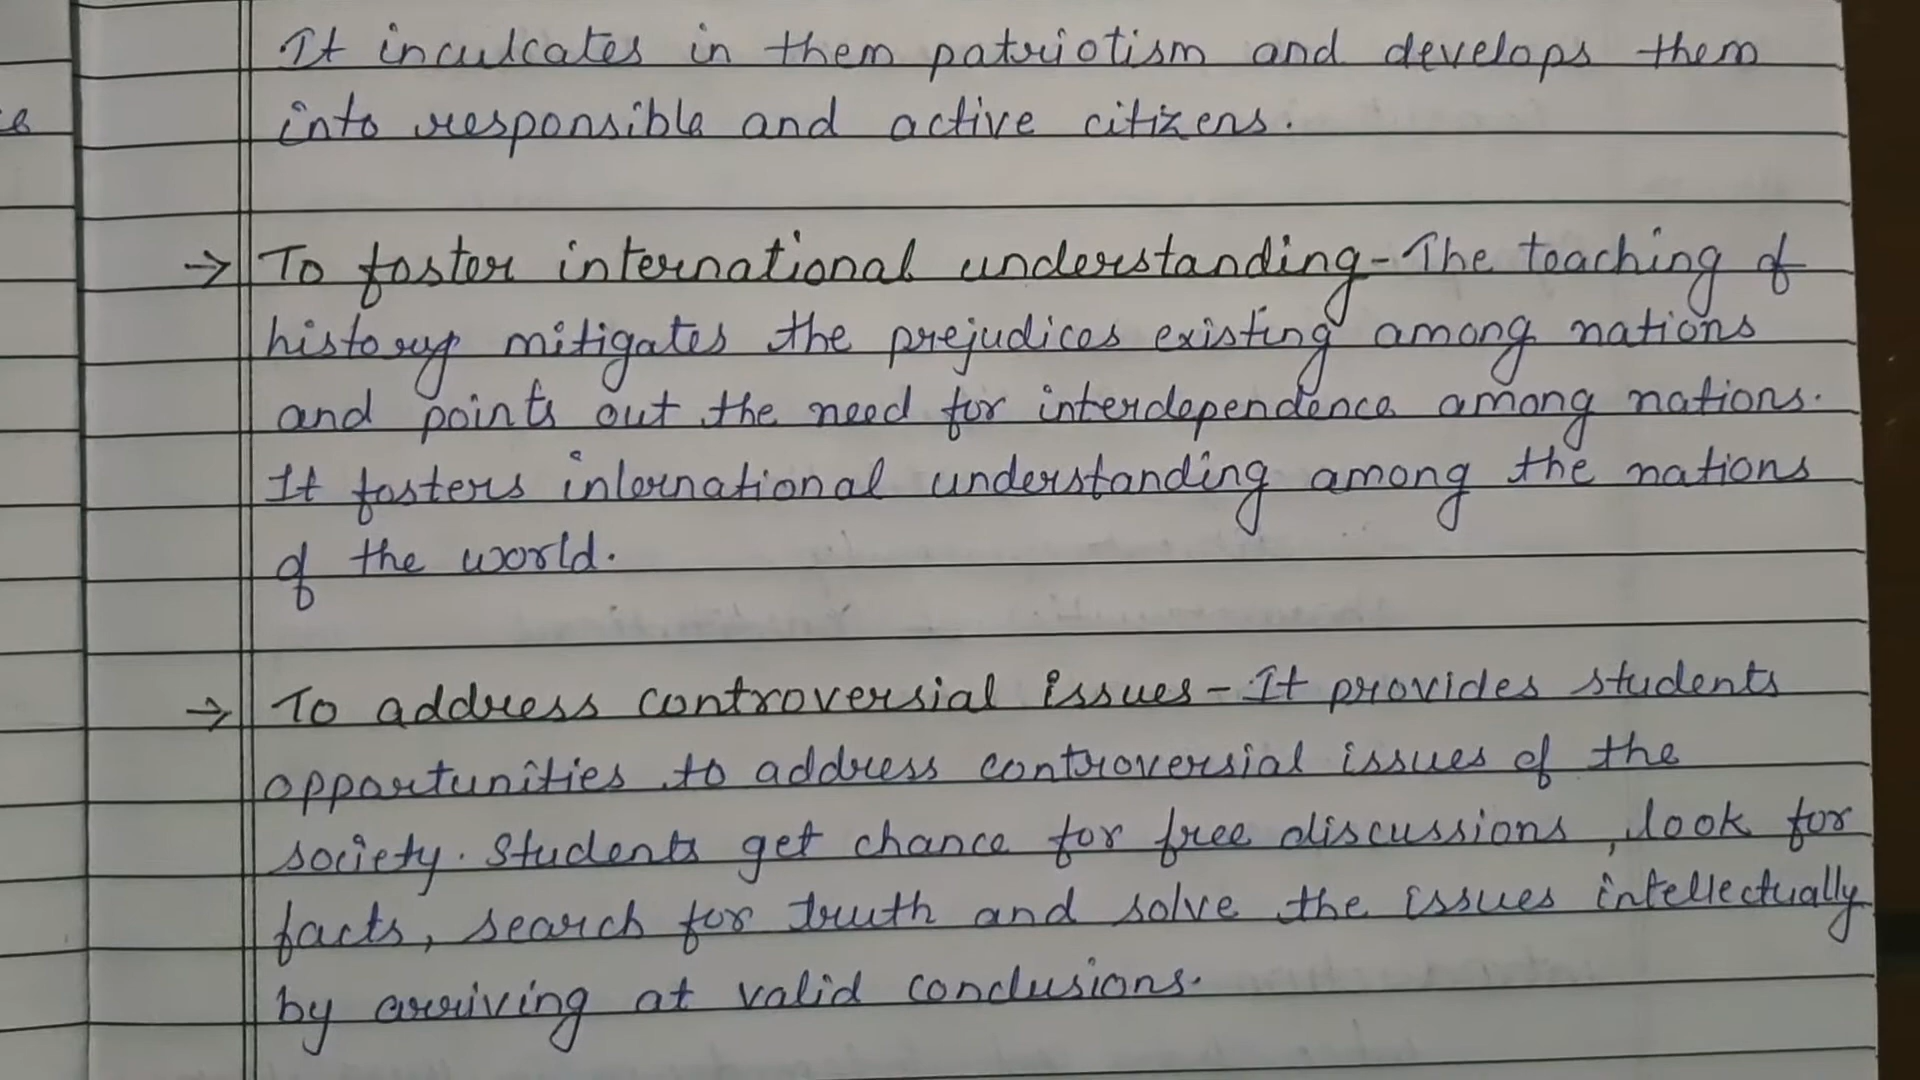 It inculcates in them patriotism and develops them
into responsible and active citizens.
→ To foster international understanding - The teaching of
history mitigates the prejudices existing among nations
and points out the need for interdependence among nations.
It fosters international understanding among the nations
of the world.
→ To address controversial issues - It provides students
opportunities to address controversial issues of the
society. Students get chance for free discussions, look for
facts, search for truth and solve the issues intellectually
by arriving at valid conclusions.